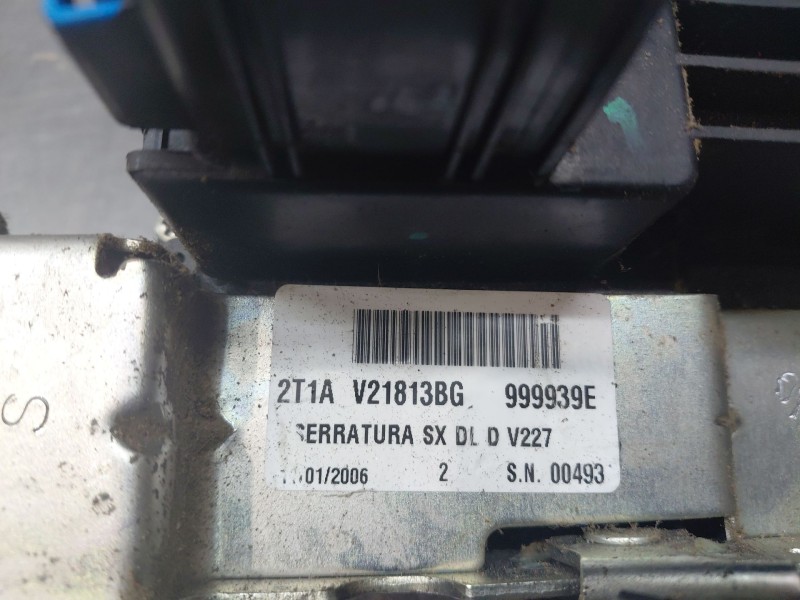 2T1A V21813BG 999939E
SERRATURA SX DL D V227
/01/2006 2 S.N. 00493
S